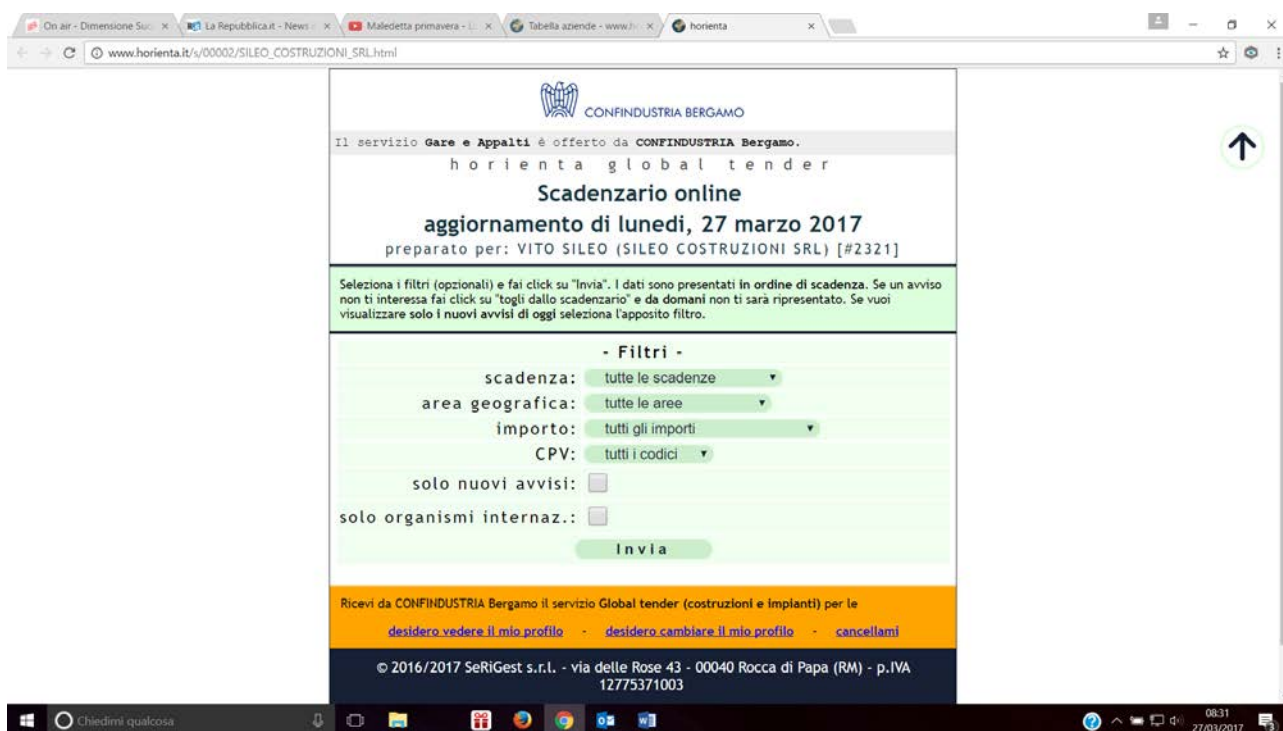 On air - Dimensione Suo
La Repubblica.it - News
Maledetta primavera - L
Tabella aziende - www.h
horienta
www.horienta.it/s/00002/SILEO_COSTRUZIONI_SRL.html
CONFINDUSTRIA BERGAMO
Il servizio Gare e Appalti è offerto da CONFINDUSTRIA Bergamo.
horienta global tender
Scadenzario online
aggiornamento di lunedi, 27 marzo 2017
preparato per: VITO SILEO (SILEO COSTRUZIONI SRL) [#2321]
Seleziona i filtri (opzionali) e fai click su "Invia". I dati sono presentati in ordine di scadenza. Se un avviso
non ti interessa fai click su "togli dallo scadenzario" e da domani non ti sarà ripresentato. Se vuoi
visualizzare solo i nuovi avvisi di oggi seleziona l'apposito filtro.
- Filtri -
scadenza: tutte le scadenze
area geografica: tutte le aree
importo: tutti gli importi
CPV: tutti i codici
solo nuovi avvisi:
solo organismi internaz.:
Invia
Ricevi da CONFINDUSTRIA Bergamo il servizio Global tender (costruzioni e impianti) per le
desidero vedere il mio profilo - desidero cambiare il mio profilo - cancellami
© 2016/2017 SeRiGest s.r.l. - via delle Rose 43 - 00040 Rocca di Papa (RM) - p.IVA
12775371003
Chiedimi qualcosa
08:31
27/03/2017